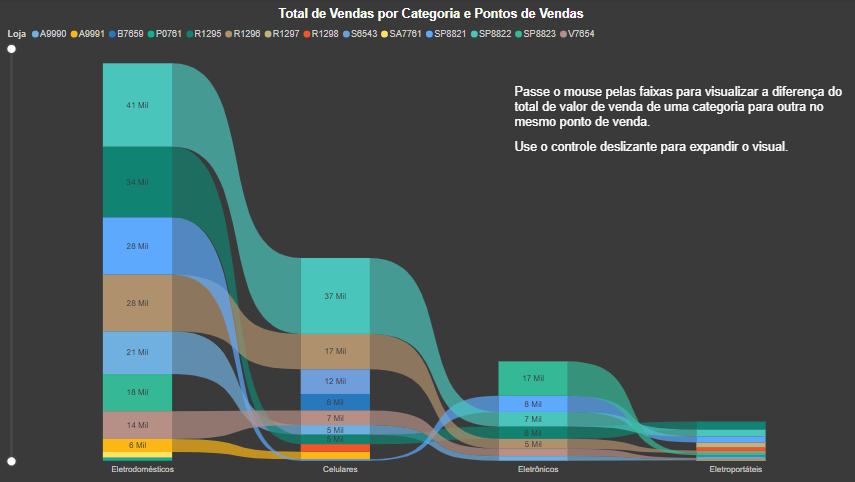 Total de Vendas por Categoria e Pontos de Vendas
Loja A9990 A9991 B7659 P0761 R1295 R1296 R1297 R1298 S6543 SA7761 SP8821 SP8822 SP8823 V7654
Passe o mouse pelas faixas para visualizar a diferença do
total de valor de venda de uma categoria para outra no
mesmo ponto de venda.
Use o controle deslizante para expandir o visual.
41 Mil
34 Mil
28 Mil
28 Mil
21 Mil
18 Mil
14 Mil
6 Mil
37 Mil
17 Mil
12 Mil
8 Mil
7 Mil
5 Mil
5 Mil
17 Mil
8 Mil
7 Mil
6 Mil
5 Mil
Eletrodomésticos Celulares Eletrônicos Eletroportáteis